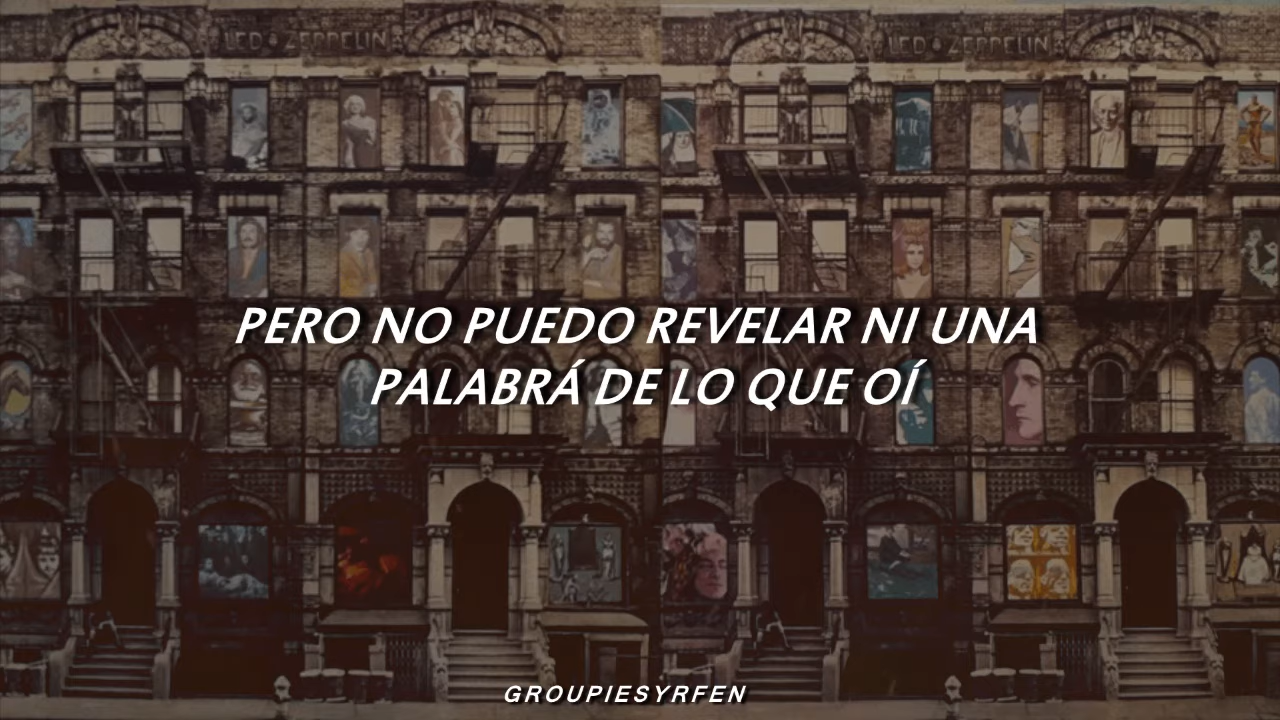 LED ZEPPELIN LED ZEPPELIN
PERO NO PUEDO REVELAR NI UNA
PALABRÁ DE LO QUE OÍ
GROUPIESYRFEN